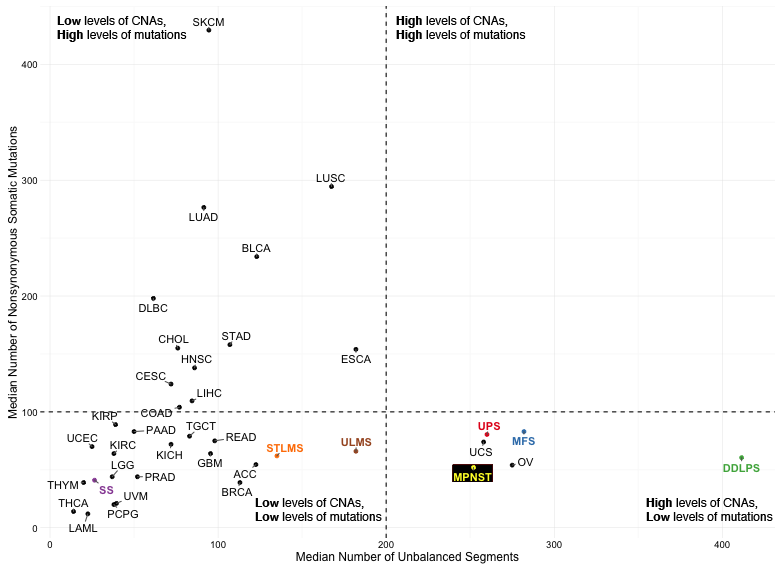 SKCM
Low levels of CNAs,
High levels of mutations
High levels of CNAs,
High levels of mutations
400
LUSC
300
LUAD
BLCA
200
DLBC
CHOL
STAD
ESCA
HNSC
CESC
LIHC
COAD
100
KIRP
PAAD
TGCT
READ
UCEC
KIRC
KICH
GBM
STLMS
ULMS
UPS
MFS
UCS
OV
MPNST
DDLPS
LGG
PRAD
ACC
BRCA
THYM
SS
UVM
THCA
PCPG
LAML
Low levels of CNAs,
Low levels of mutations
High levels of CNAs,
Low levels of mutations
0
0
100
200
300
400
Median Number of Unbalanced Segments
Median Number of Nonsynonymous Somatic Mutations